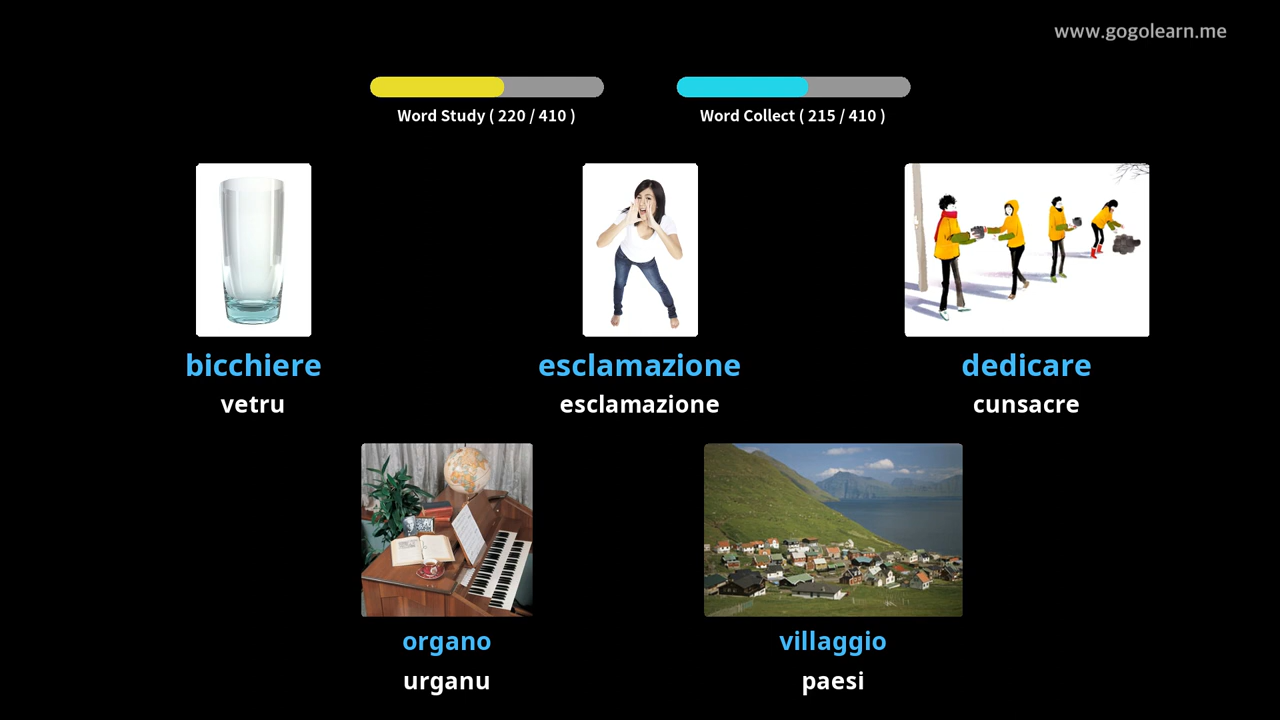 www.gogolearn.me
Word Study ( 220 / 410 )
Word Collect ( 215 / 410 )
bicchiere
vetru
esclamazione
esclamazione
dedicare
cunsacre
organo
urganu
villaggio
paesi